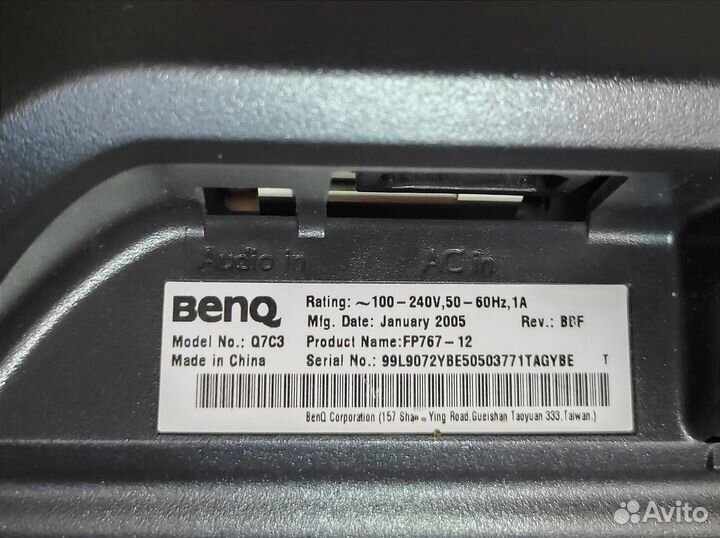 Audio in AC in
BenQ Rating: ~100-240V,50-60Hz,1A
Mfg. Date: January 2005 Rev.: BBF
Model No.: Q7C3 Product Name:FP767-12
Made in China Serial No.: 99L9072YBE50503771TAGYBE T
BenQ Corporation (157 Shan Ying Road.Gueishan Taoyuan 333,Taiwan.)
Avito